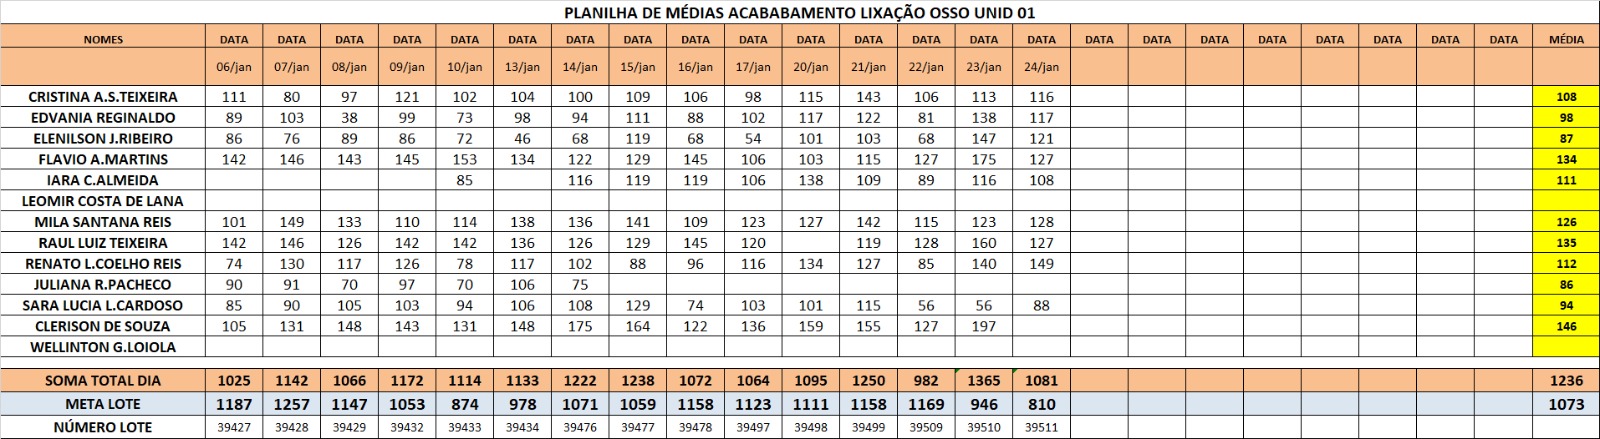 PLANILHA DE MÉDIAS ACABABAMENTO LIXAÇÃO OSSO UNID 01
NOMES DATA DATA DATA DATA DATA DATA DATA DATA DATA DATA DATA DATA DATA DATA DATA DATA DATA DATA DATA DATA DATA DATA DATA MÉDIA
06/jan 07/jan 08/jan 09/jan 10/jan 13/jan 14/jan 15/jan 16/jan 17/jan 20/jan 21/jan 22/jan 23/jan 24/jan
CRISTINA A.S.TEIXEIRA 111 80 97 121 102 104 100 109 106 98 115 143 106 113 116 108
EDVANIA REGINALDO 89 103 38 99 73 98 94 111 88 102 117 122 81 138 117 98
ELENILSON J.RIBEIRO 86 76 89 86 72 46 68 119 68 54 101 103 68 147 121 87
FLAVIO A.MARTINS 142 146 143 145 153 134 122 129 145 106 103 115 127 175 127 134
IARA C.ALMEIDA 85 116 119 119 106 138 109 89 116 108 111
LEOMIR COSTA DE LANA
MILA SANTANA REIS 101 149 133 110 114 138 136 141 109 123 127 142 115 123 128 126
RAUL LUIZ TEIXEIRA 142 146 126 142 142 136 126 129 145 120 119 128 160 127 135
RENATO L.COELHO REIS 74 130 117 126 78 117 102 88 96 116 134 127 85 140 149 112
JULIANA R.PACHECO 90 91 70 97 70 106 75 86
SARA LUCIA L.CARDOSO 85 90 105 103 94 106 108 129 74 103 101 115 56 56 88 94
CLERISON DE SOUZA 105 131 148 143 131 148 175 164 122 136 159 155 127 197 146
WELLINTON G.LOIOLA
SOMA TOTAL DIA 1025 1142 1066 1172 1114 1133 1222 1238 1072 1064 1095 1250 982 1365 1081 1236
META LOTE 1187 1257 1147 1053 874 978 1071 1059 1158 1123 1111 1158 1169 946 810 1073
NÚMERO LOTE 39427 39428 39429 39432 39433 39434 39476 39477 39478 39497 39498 39499 39509 39510 39511